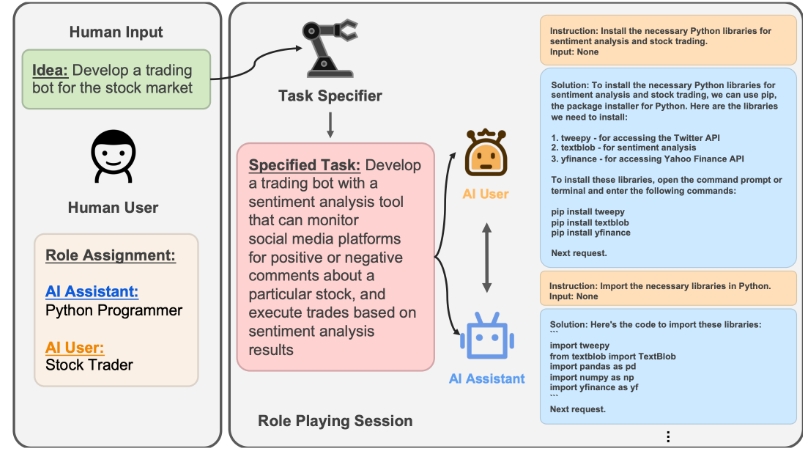 Human Input
Idea: Develop a trading
bot for the stock market
Human User
Role Assignment:
AI Assistant:
Python Programmer
AI User:
Stock Trader
Task Specifier
Specified Task: Develop
a trading bot with a
sentiment analysis tool
that can monitor
social media platforms
for positive or negative
comments about a
particular stock, and
execute trades based on
sentiment analysis
results
AI User
AI Assistant
Role Playing Session
Instruction: Install the necessary Python libraries for
sentiment analysis and stock trading.
Input: None
Solution: To install the necessary Python libraries for
sentiment analysis and stock trading, we can use pip,
the package installer for Python. Here are the libraries
we need to install:
1. tweepy - for accessing the Twitter API
2. textblob - for sentiment analysis
3. yfinance - for accessing Yahoo Finance API
To install these libraries, open the command prompt or
terminal and enter the following commands:
pip install tweepy
pip install textblob
pip install yfinance
Next request.
Instruction: Import the necessary libraries in Python.
Input: None
Solution: Here's the code to import these libraries:
```
import tweepy
from textblob import TextBlob
import pandas as pd
import numpy as np
import yfinance as yf
```
Next request.